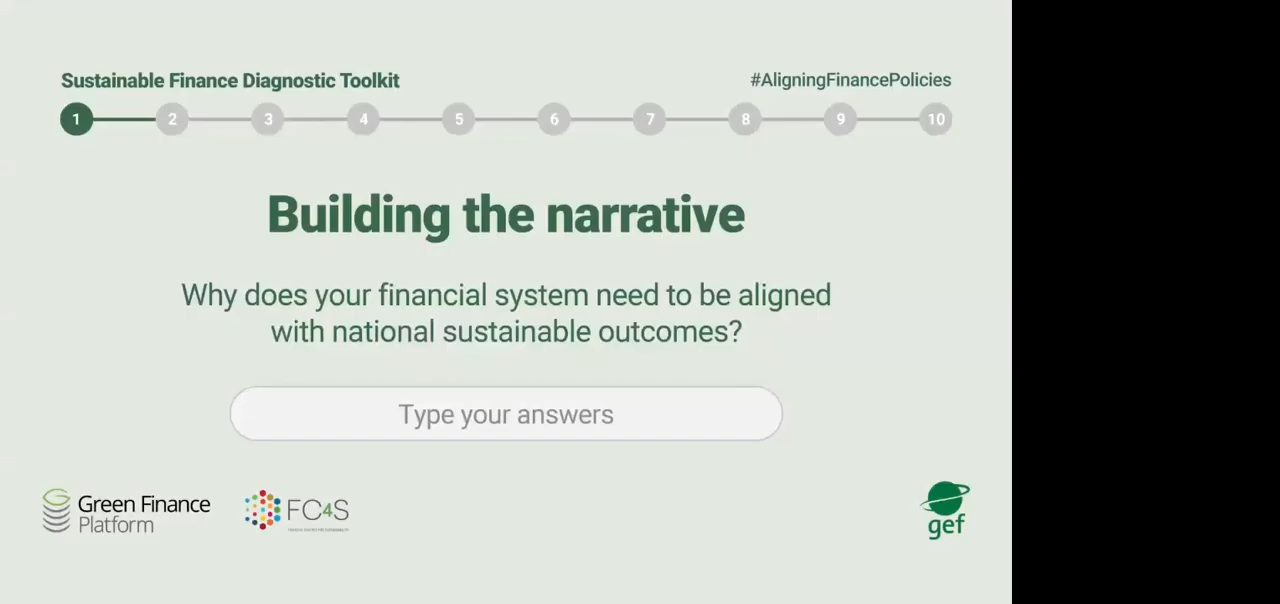 Sustainable Finance Diagnostic Toolkit
#AligningFinancePolicies
1 2 3 4 5 6 7 8 9 10
Building the narrative
Why does your financial system need to be aligned
with national sustainable outcomes?
Type your answers
Green Finance
Platform
FC4S
gef